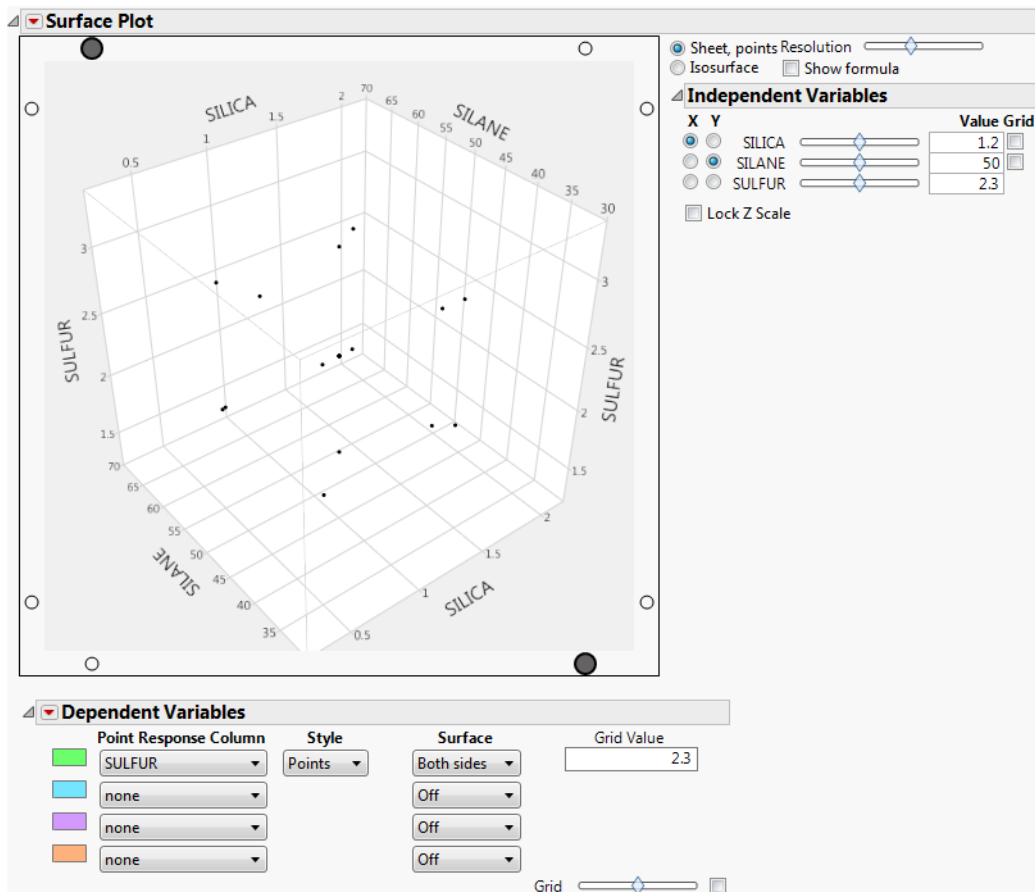 Surface Plot
Sheet, points Resolution
Isosurface Show formula
Independent Variables
X Y Value Grid
SILICA 1.2
SILANE 50
SULFUR 2.3
Lock Z Scale
SILICA
0.5 1 1.5 2
SILANE
70 65 60 55 50 45 40 35 30
SULFUR
3 2.5 2 1.5
SULFUR
3 2.5 2 1.5
SILANE
70 65 60 55 50 45 40 35
SILICA
0.5 1 1.5 2
Dependent Variables
Point Response Column Style Surface Grid Value
SULFUR Points Both sides 2.3
none Off
none Off
none Off
Grid